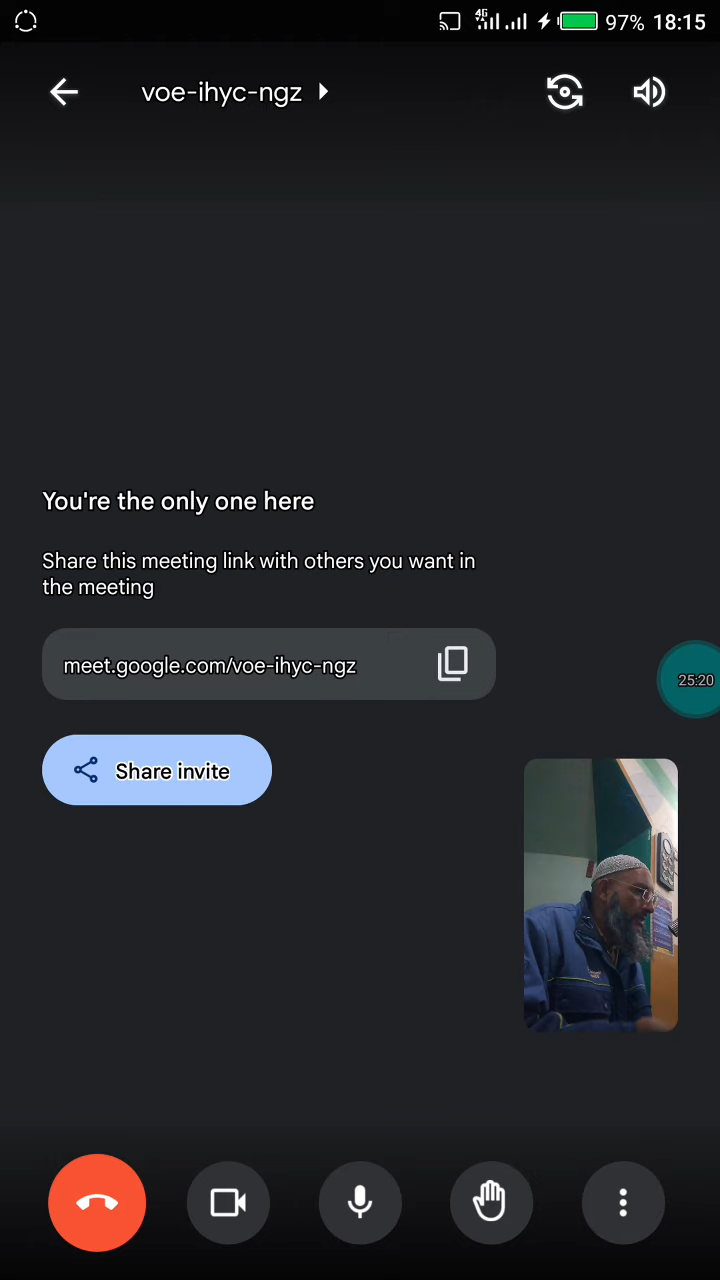 97% 18:15
voe-ihyc-ngz
You're the only one here
Share this meeting link with others you want in
the meeting
meet.google.com/voe-ihyc-ngz
25:20
Share invite